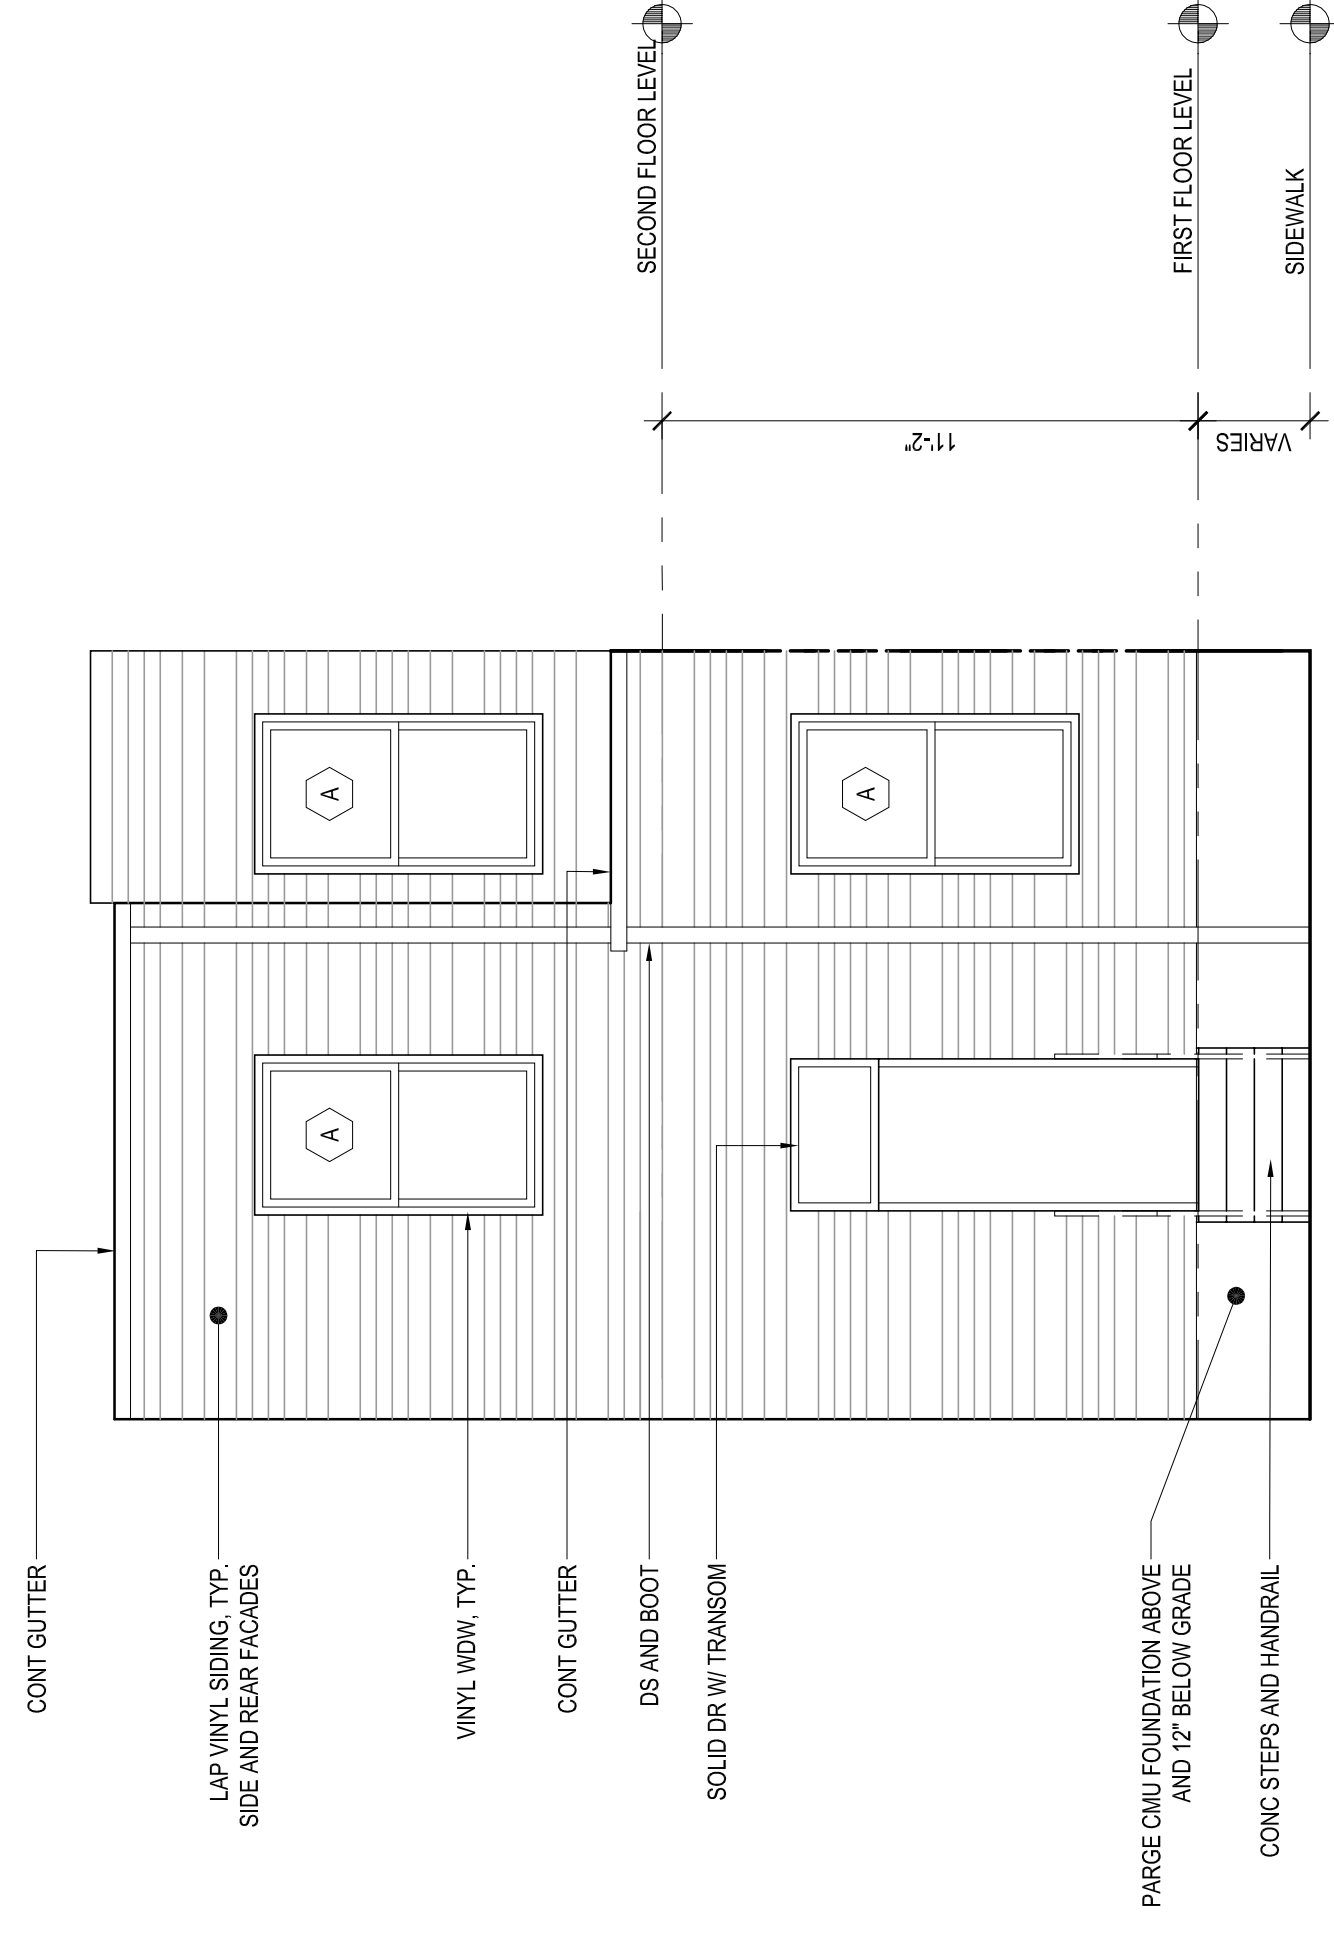 CONT GUTTER
LAP VINYL SIDING, TYP.
SIDE AND REAR FACADES
VINYL WDW, TYP.
CONT GUTTER
DS AND BOOT
SOLID DR W/ TRANSOM
PARGE CMU FOUNDATION ABOVE
AND 12" BELOW GRADE
CONC STEPS AND HANDRAIL
A
A
A
11'-2"
VARIES
SECOND FLOOR LEVEL
FIRST FLOOR LEVEL
SIDEWALK